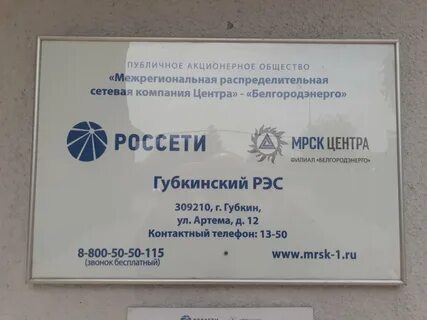 ПУБЛИЧНОЕ АКЦИОНЕРНОЕ ОБЩЕСТВО
«Межрегиональная распределительная
сетевая компания Центра» - «Белгородэнерго»
РОССЕТИ
МРСК ЦЕНТРА
ФИЛИАЛ «БЕЛГОРОДЭНЕРГО»
Губкинский РЭС
309210, г. Губкин,
ул. Артема, д. 12
Контактный телефон: 13-50
8-800-50-50-115
(звонок бесплатный)
www.mrsk-1.ru